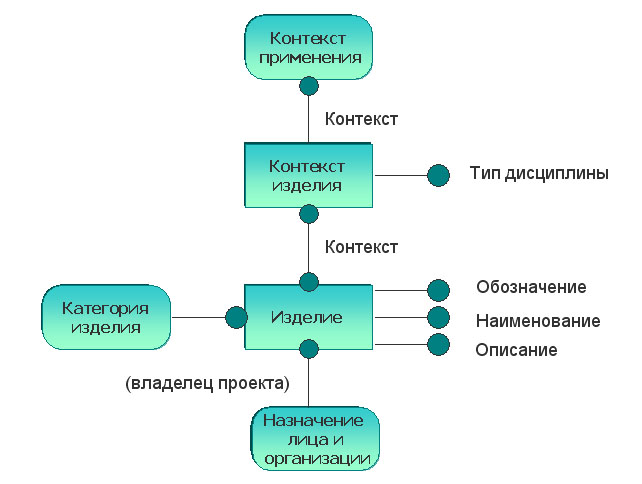 Контекст
применения
Контекст
Контекст
изделия
Тип дисциплины
Контекст
Категория
изделия
Изделие
Обозначение
Наименование
Описание
(владелец проекта)
Назначение
лица и
организации